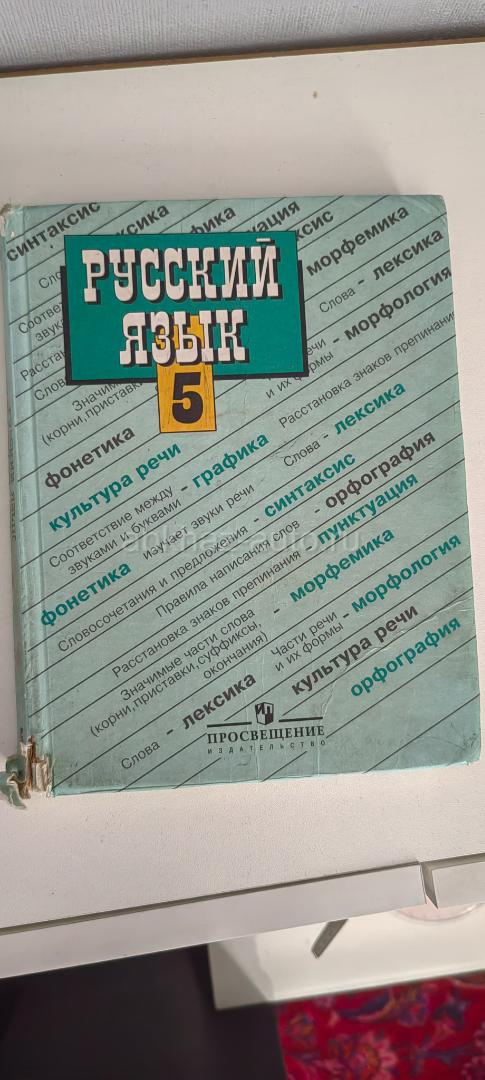 синтаксис
лексика
графика
морфемика
Слова - лексика
РУССКИЙ
ЯЗЫК
5
морфология
и их формы
Расстановка знаков препинания
(корни, приставки
фонетика
культура речи
Слова - лексика
Соответствие между
звуками и буквами - графика
фонетика изучает звуки речи
Словосочетания и предложения - синтаксис
Правила написания слов - орфография
Расстановка знаков препинания - пунктуация
Значимые части слова
(корни, приставки, суффиксы,
окончания) - морфемика
Части речи
и их формы - морфология
Слова - лексика
культура речи
орфография
ПРОСВЕЩЕНИЕ
ИЗДАТЕЛЬСТВО